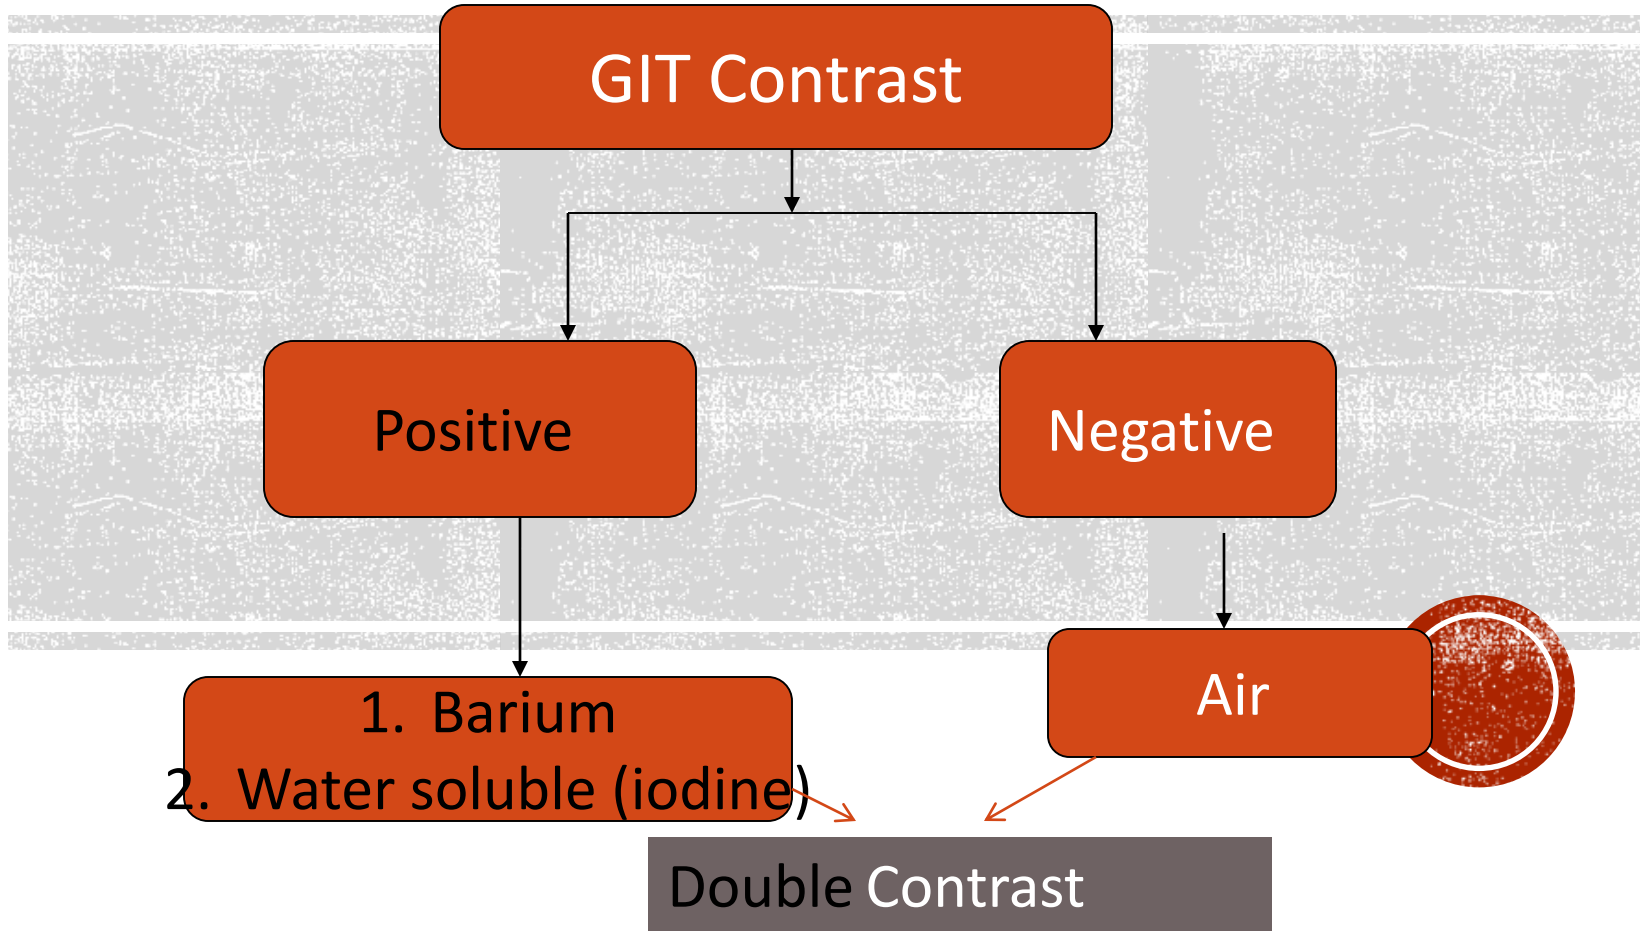 GIT Contrast
Positive
Negative
1. Barium
2. Water soluble (iodine)
Air
Double Contrast